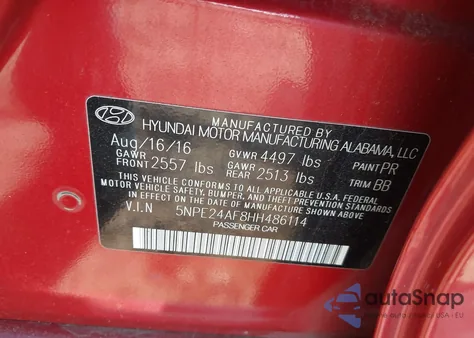 MANUFACTURED BY
HYUNDAI MOTOR MANUFACTURING ALABAMA, LLC
Aug/16/16 GVWR 4497 lbs PAINT PR
GAWR FRONT 2557 lbs GAWR REAR 2513 lbs TRIM BB
THIS VEHICLE CONFORMS TO ALL APPLICABLE U.S.A. FEDERAL
MOTOR VEHICLE SAFETY, BUMPER, AND THEFT
PREVENTION STANDARDS IN EFFECT ON THE DATE OF
MANUFACTURE SHOWN ABOVE.
V.I.N 5NPE24AF8HH486114
PASSENGER CAR
autoSnap